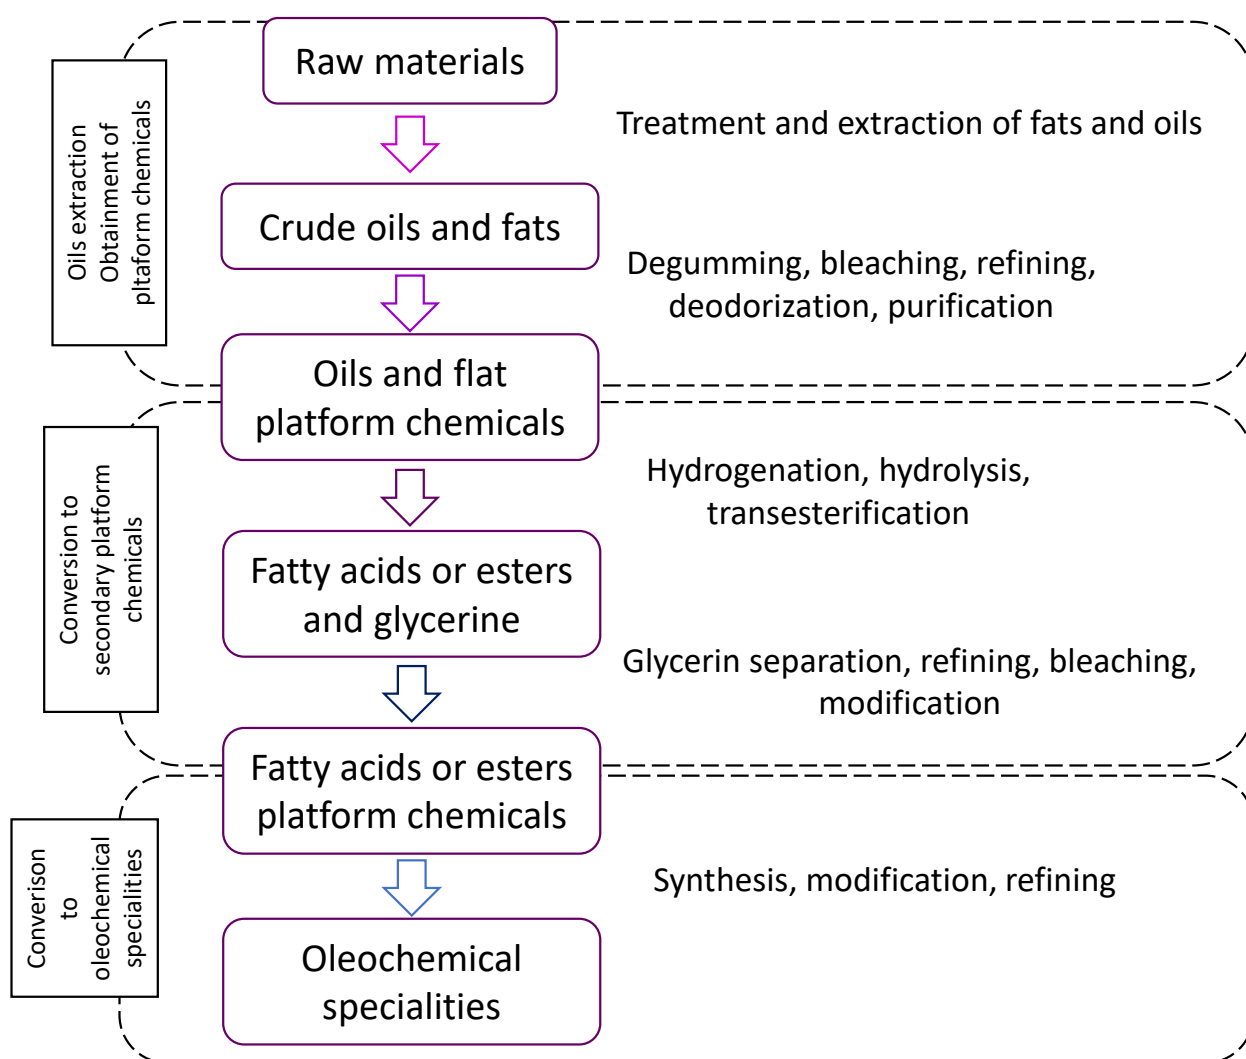 Raw materials
Treatment and extraction of fats and oils
Oils extraction
Obtainment of
pltaform chemicals
Crude oils and fats
Degumming, bleaching, refining,
deodorization, purification
Oils and flat
platform chemicals
Hydrogenation, hydrolysis,
transesterification
Conversion to
secondary platform
chemicals
Fatty acids or esters
and glycerine
Glycerin separation, refining, bleaching,
modification
Fatty acids or esters
platform chemicals
Converison
to
oleochemical
specialities
Synthesis, modification, refining
Oleochemical
specialities